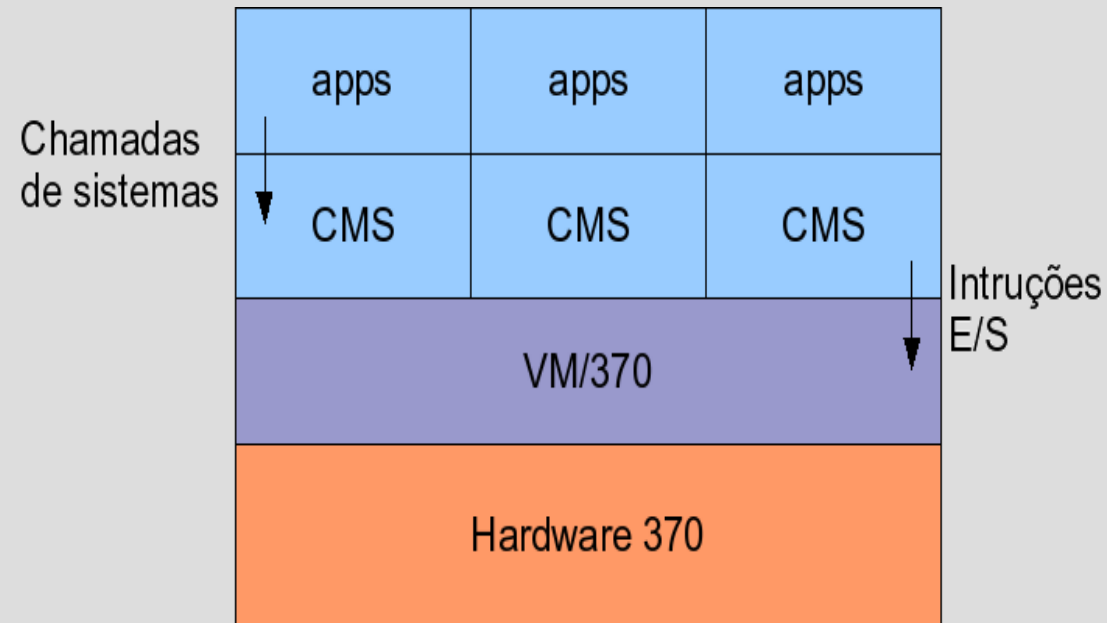 apps
apps
apps
Chamadas
de sistemas
CMS
CMS
CMS
Intruções
E/S
VM/370
Hardware 370